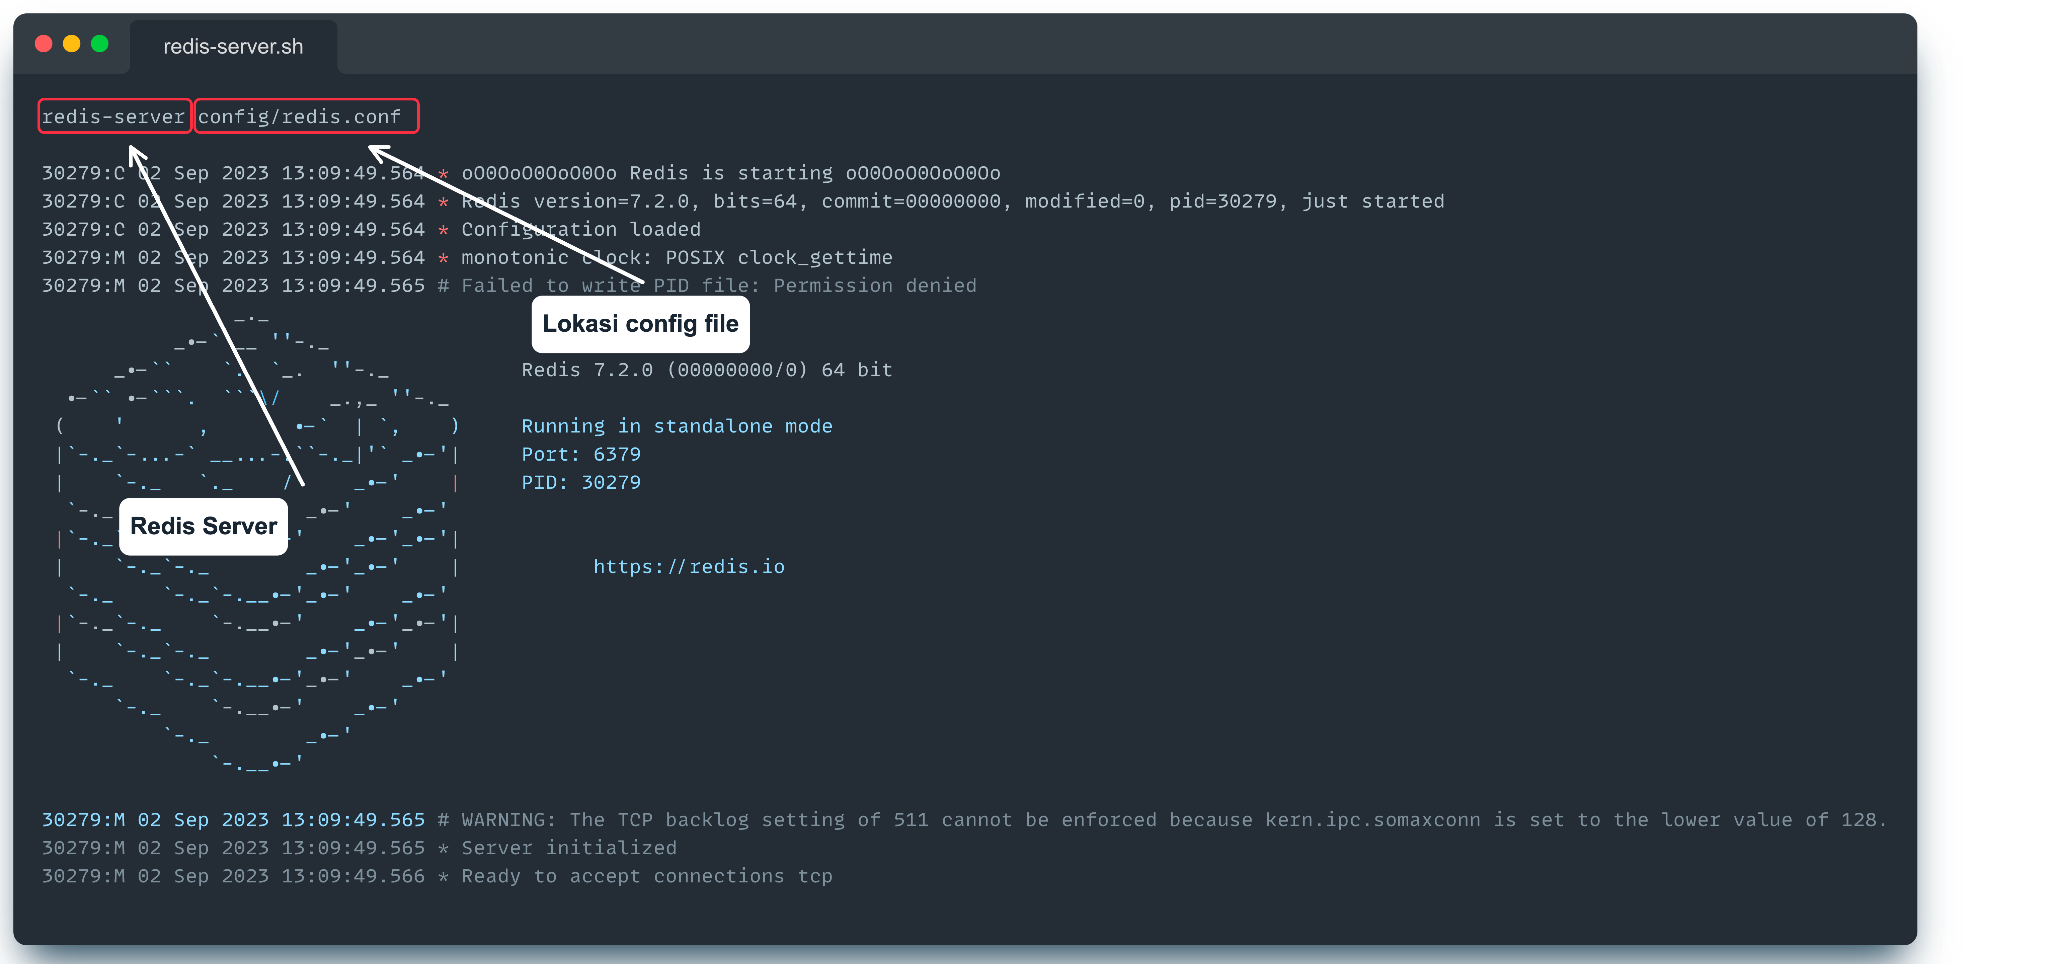 redis-server.sh
redis-server config/redis.conf
30279:C 02 Sep 2023 13:09:49.564 * oO0OoO0OoO0Oo Redis is starting oO0OoO0OoO0Oo
30279:C 02 Sep 2023 13:09:49.564 * Redis version=7.2.0, bits=64, commit=00000000, modified=0, pid=30279, just started
30279:C 02 Sep 2023 13:09:49.564 * Configuration loaded
30279:M 02 Sep 2023 13:09:49.564 * monotonic clock: POSIX clock_gettime
30279:M 02 Sep 2023 13:09:49.565 # Failed to write PID file: Permission denied
Lokasi config file
Redis 7.2.0 (00000000/0) 64 bit
Running in standalone mode
Port: 6379
PID: 30279
Redis Server
https://redis.io
30279:M 02 Sep 2023 13:09:49.565 # WARNING: The TCP backlog setting of 511 cannot be enforced because kern.ipc.somaxconn is set to the lower value of 128.
30279:M 02 Sep 2023 13:09:49.565 * Server initialized
30279:M 02 Sep 2023 13:09:49.566 * Ready to accept connections tcp